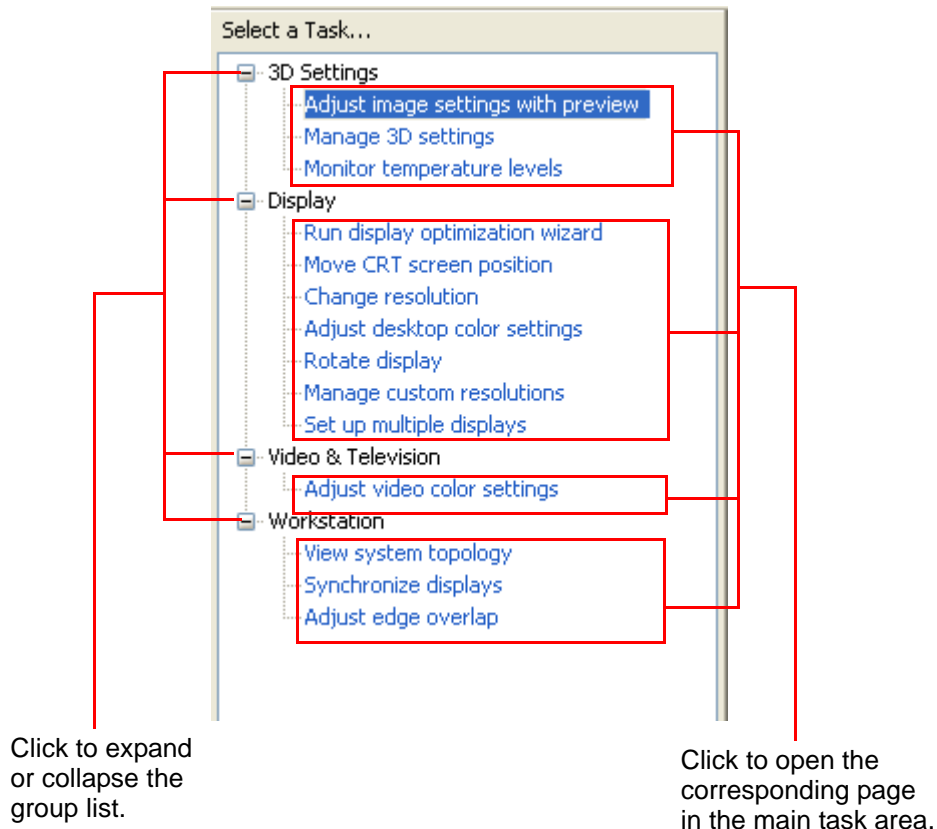 Select a Task...
3D Settings
Adjust image settings with preview
Manage 3D settings
Monitor temperature levels
Display
Run display optimization wizard
Move CRT screen position
Change resolution
Adjust desktop color settings
Rotate display
Manage custom resolutions
Set up multiple displays
Video & Television
Adjust video color settings
Workstation
View system topology
Synchronize displays
Adjust edge overlap
Click to expand
or collapse the
group list.
Click to open the
corresponding page
in the main task area.